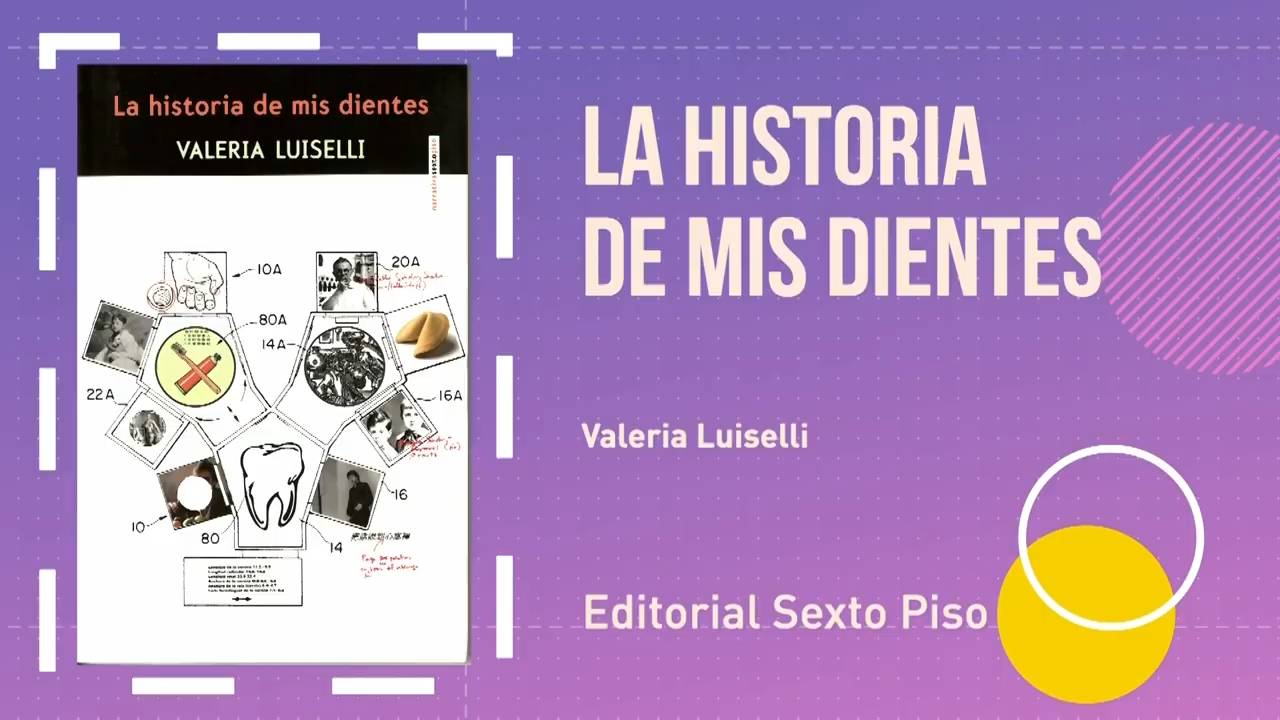 La historia de mis dientes
VALERIA LUISELLI
narrativa sexto piso
10A
20A
80A
14A
22A
16A
10
80
14
16
LA HISTORIA
DE MIS DIENTES
Valeria Luiselli
Editorial Sexto Piso